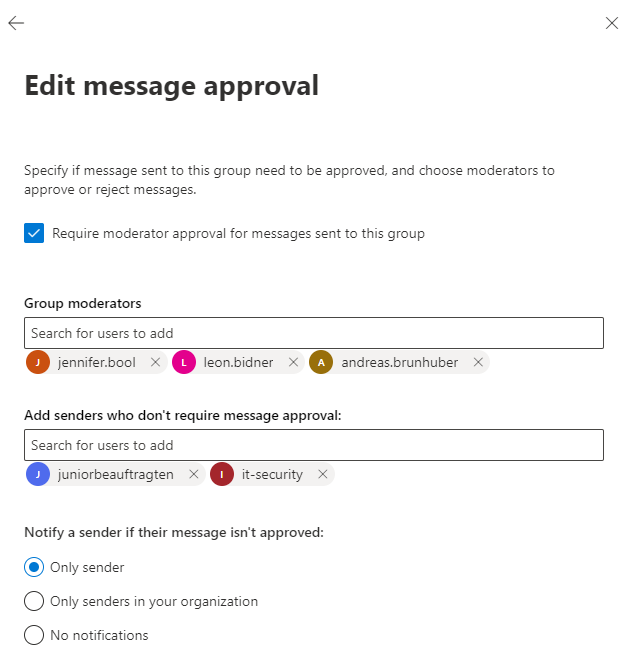 Edit message approval
Specify if message sent to this group need to be approved, and choose moderators to
approve or reject messages.
Require moderator approval for messages sent to this group
Group moderators
Search for users to add
J jennifer.bool L leon.bidner A andreas.brunhuber
Add senders who don't require message approval:
Search for users to add
J juniorbeauftragten I it-security
Notify a sender if their message isn't approved:
Only sender
Only senders in your organization
No notifications